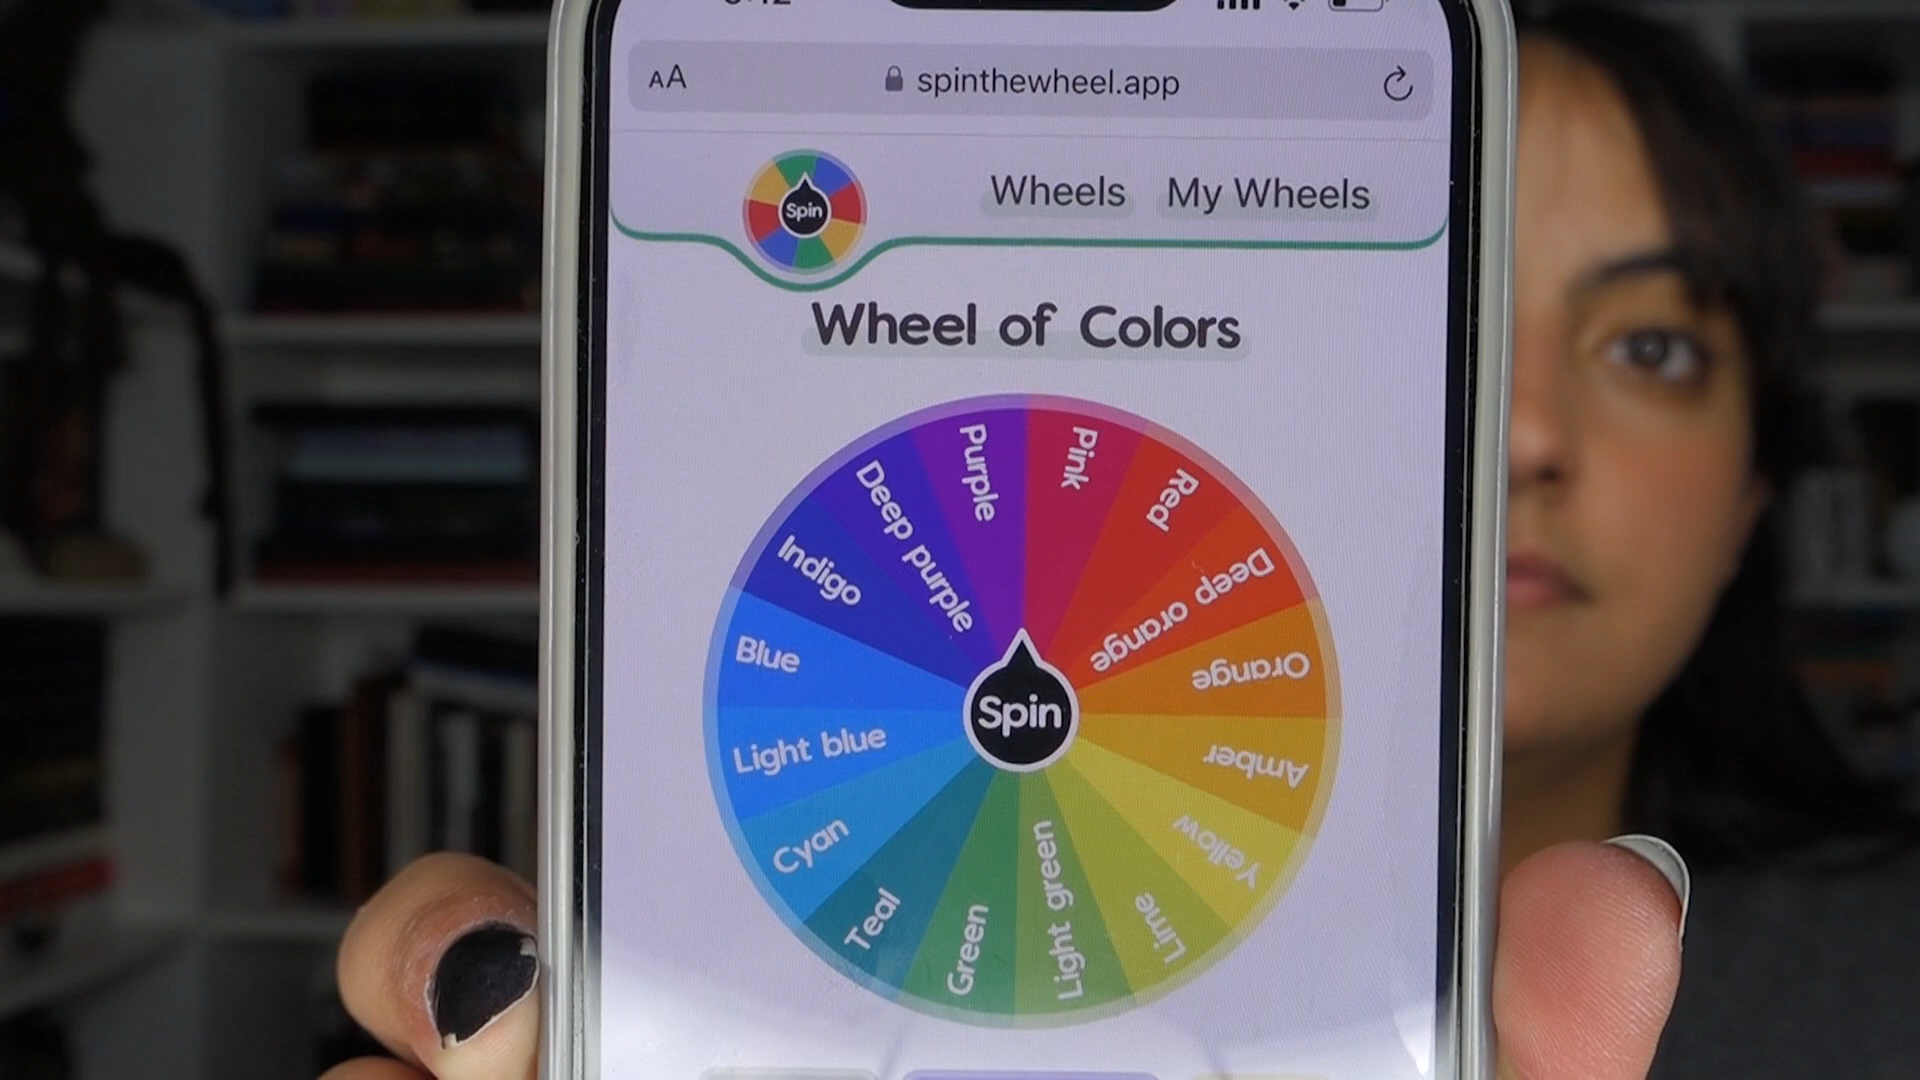 AA spinthewheel.app
Spin
Wheels My Wheels
Wheel of Colors
Pink
Red
Deep orange
Orange
Amber
Yellow
Lime
Light green
Green
Teal
Cyan
Light blue
Blue
Indigo
Deep purple
Purple
Spin